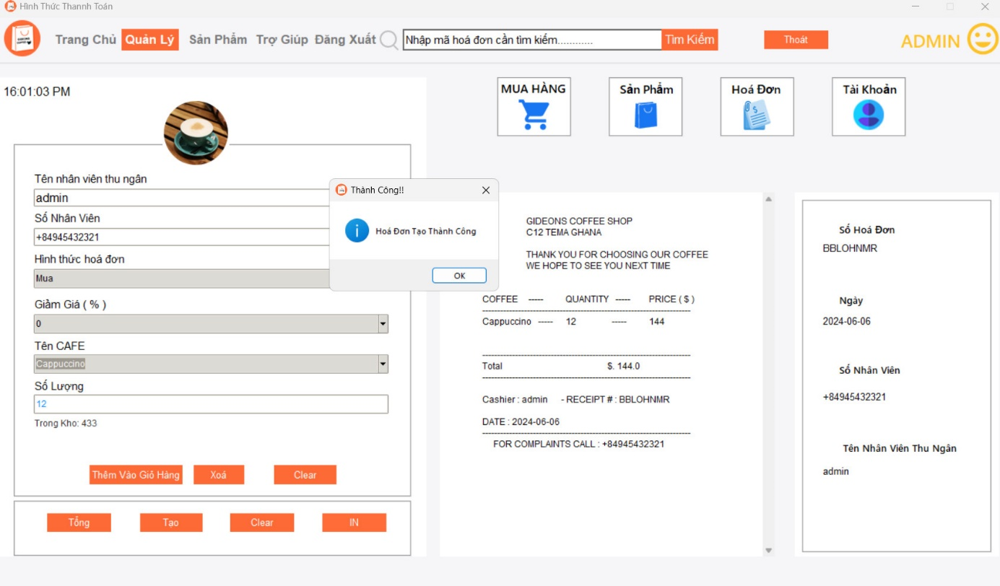 Hình Thức Thannh Toán
Trang Chủ Quản Lý Sản Phẩm Trợ Giúp Đăng Xuất Nhập mã hoá đơn cần tìm kiếm............ Tìm Kiếm Thoát ADMIN
16:01:03 PM
MUA HÀNG Sản Phẩm Hoá Đơn Tài Khoản
Tên nhân viên thu ngân
admin
Số Nhân Viên
+84945432321
Hình thức hoá đơn
Mua
Giảm Giá ( % )
0
Tên CAFE
Cappuccino
Số Lượng
12
Trong Kho: 433
Thêm Vào Giỏ Hàng Xoá Clear
Tổng Tạo Clear IN
Thành Công!!
Hoá Đơn Tạo Thành Công
OK
GIDEONS COFFEE SHOP
C12 TEMA GHANA
THANK YOU FOR CHOOSING OUR COFFEE
WE HOPE TO SEE YOU NEXT TIME
COFFEE ----- QUANTITY ----- PRICE ( $ )
Cappuccino ----- 12 ----- 144
Total $. 144.0
Cashier : admin - RECEIPT # : BBLOHNMR
DATE : 2024-06-06
FOR COMPLAINTS CALL : +84945432321
Số Hoá Đơn
BBLOHNMR
Ngày
2024-06-06
Số Nhân Viên
+84945432321
Tên Nhân Viên Thu Ngân
admin